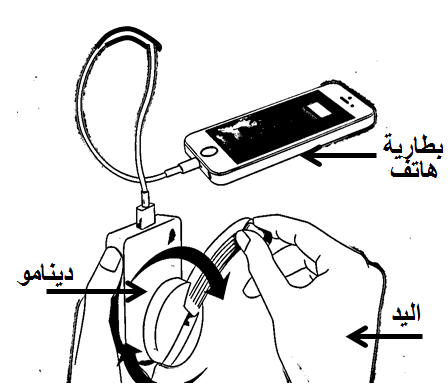 بطارية
هاتف
دينامو
اليد